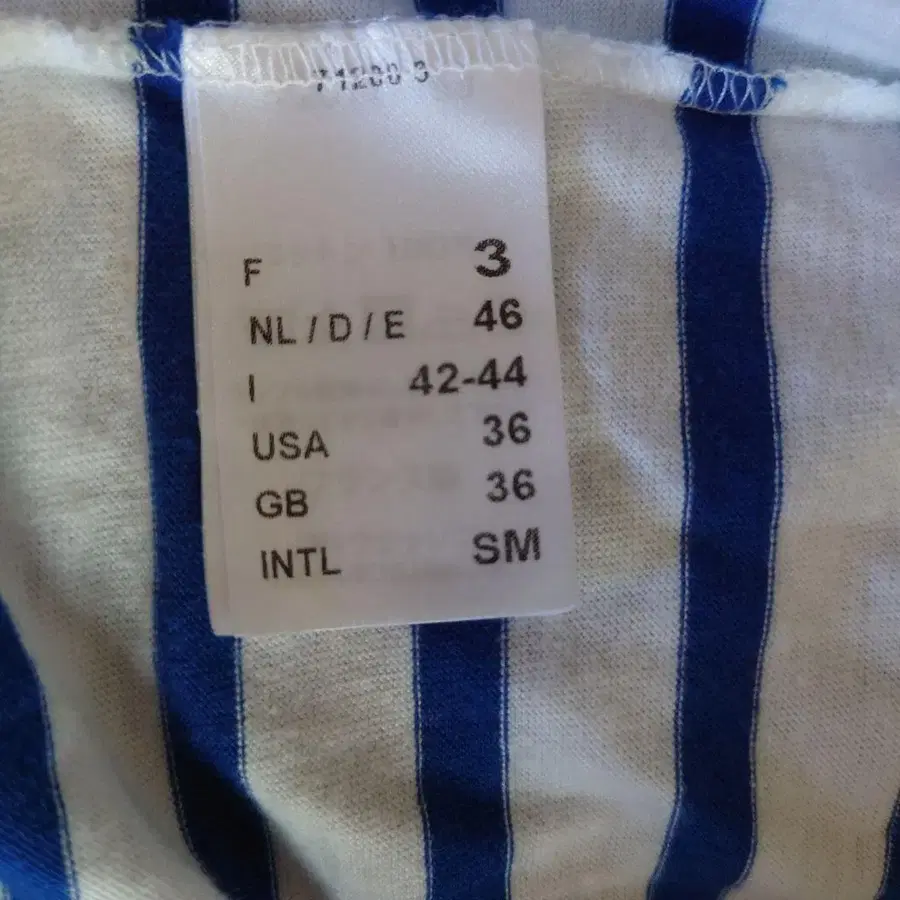 F 3
NL / D / E 46
I 42-44
USA 36
GB 36
INTL SM